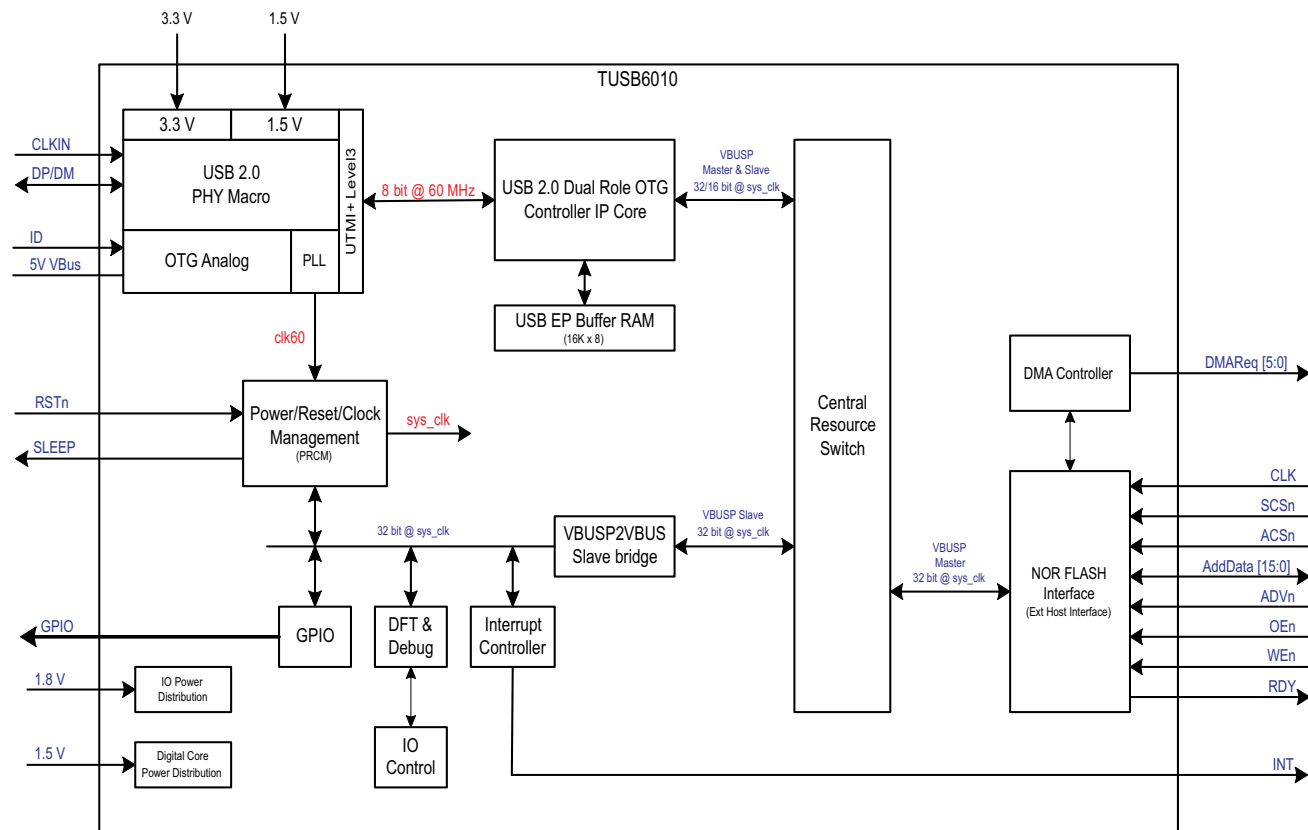 3.3 V
1.5 V
TUSB6010
3.3 V
1.5 V
UTMI+ Level3
CLKIN
DP/DM
USB 2.0
PHY Macro
ID
5V VBus
OTG Analog
PLL
8 bit @ 60 MHz
USB 2.0 Dual Role OTG
Controller IP Core
VBUSP
Master & Slave
32/16 bit @ sys_clk
USB EP Buffer RAM
(16K x 8)
clk60
RSTn
SLEEP
Power/Reset/Clock
Management
(PRCM)
sys_clk
Central
Resource
Switch
DMA Controller
DMAReq [5:0]
32 bit @ sys_clk
VBUSP2VBUS
Slave bridge
VBUSP Slave
32 bit @ sys_clk
VBUSP
Master
32 bit @ sys_clk
NOR FLASH
Interface
(Ext Host Interface)
CLK
SCSn
ACSn
AddData [15:0]
ADVn
OEn
WEn
RDY
GPIO
GPIO
DFT &
Debug
Interrupt
Controller
1.8 V
IO Power
Distribution
1.5 V
Digital Core
Power Distribution
IO
Control
INT